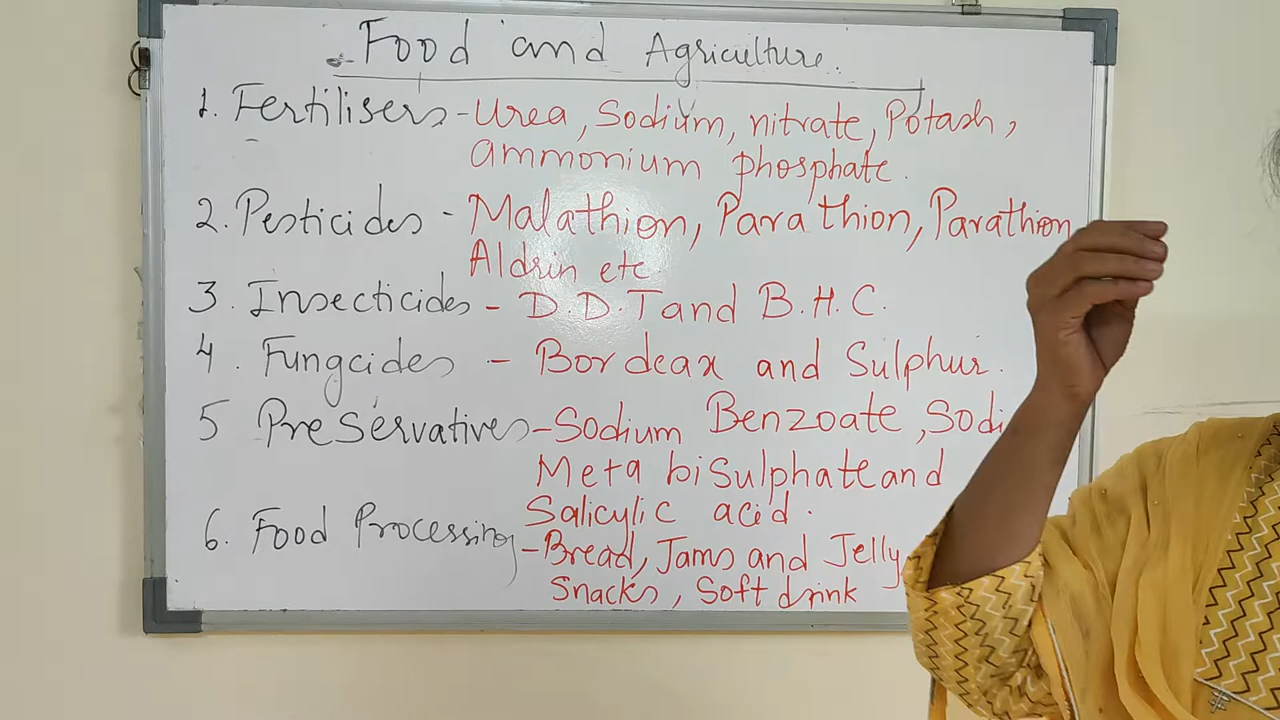 Food and Agriculture.
1. Fertilisers - Urea, Sodium, nitrate, Potash,
ammonium phosphate.
2. Pesticides - Malathion, Parathion, Parathion
Aldrin etc
3. Insecticides - D.D.T and B.H.C.
4. Fungcides - Bordeax and Sulphur.
5 Preservatives - Sodium Benzoate, Sodi
Meta bisulphate and
Salicylic acid.
6. Food Processing - Bread, Jams and Jelly
Snacks, Soft drink